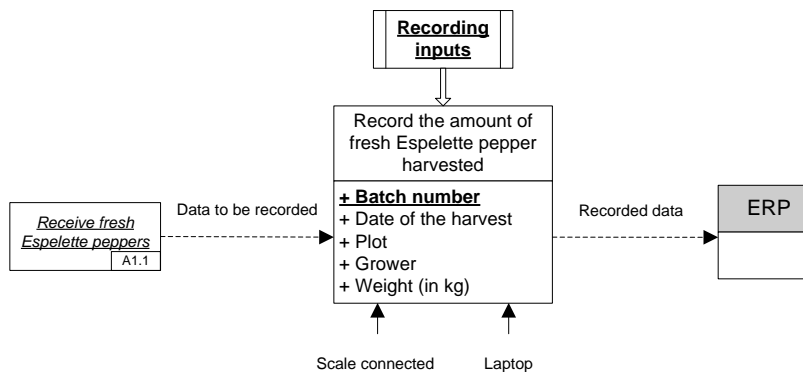 Recording
inputs
Record the amount of
fresh Espelette pepper
harvested
+ Batch number
+ Date of the harvest
+ Plot
+ Grower
+ Weight (in kg)
Receive fresh
Espelette peppers
A1.1
Data to be recorded
Recorded data
ERP
Scale connected
Laptop